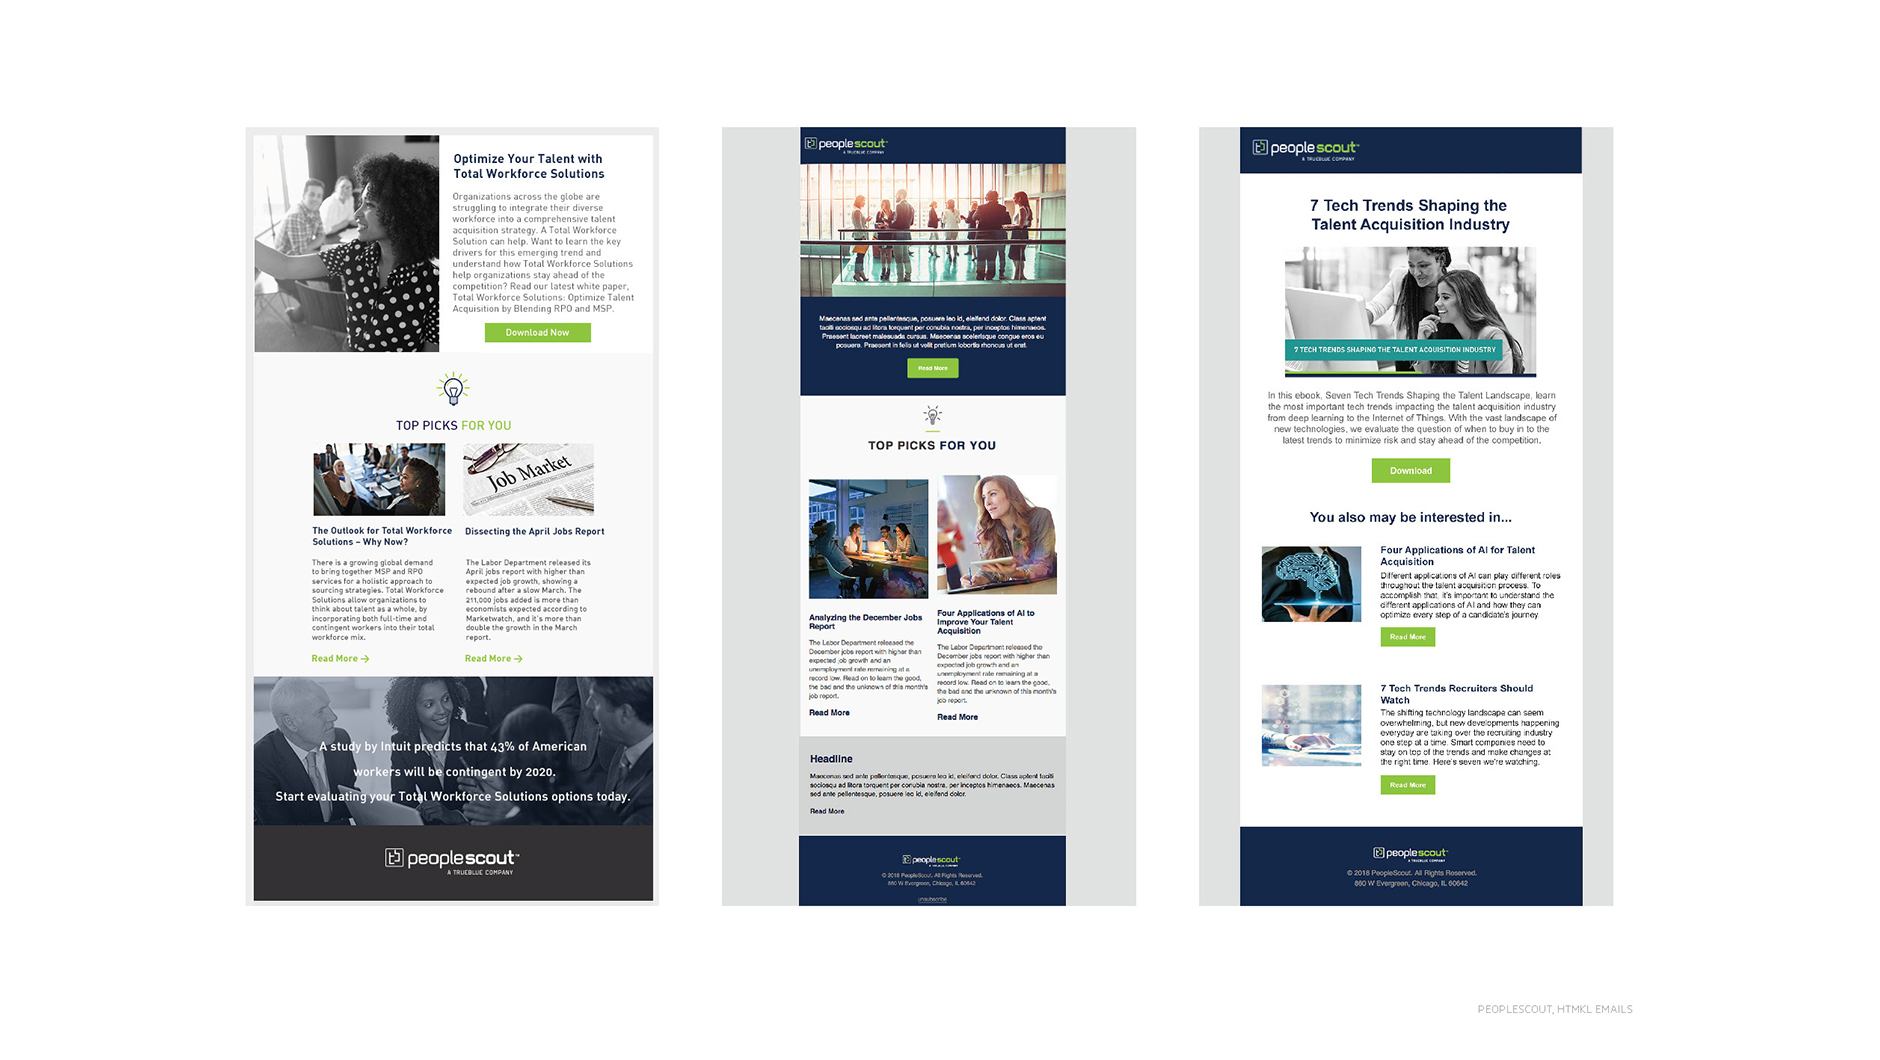 Optimize Your Talent with
Total Workforce Solutions
Organizations across the globe are
struggling to integrate their diverse
workforce into a comprehensive talent
acquisition strategy. A Total Workforce
Solution can help. Want to learn the key
drivers for this emerging trend and
understand how Total Workforce Solutions
help organizations stay ahead of the
competition? Read our latest white paper,
Total Workforce Solutions: Optimize Talent
Acquisition by Blending RPO and MSP.
Download Now
TOP PICKS FOR YOU
Job Market
The Outlook for Total Workforce
Solutions – Why Now?
There is a growing global demand
to bring together MSP and RPO
services for a holistic approach to
sourcing strategies. Total Workforce
Solutions allow organizations to
think about talent as a whole, by
incorporating both full-time and
contingent workers into their total
workforce mix.
Read More →
Dissecting the April Jobs Report
The Labor Department released its
April jobs report with higher than
expected job growth, showing a
rebound after a slow March. The
211,000 jobs added is more than
economists expected according to
Marketwatch, and it's more than
double the growth in the March
report.
Read More →
A study by Intuit predicts that 43% of American
workers will be contingent by 2020.
Start evaluating your Total Workforce Solutions options today.
peoplescout™
A TRUEBLUE COMPANY
peoplescout™
A TRUEBLUE COMPANY
Maecenas sed ante pellentesque, posuere leo id, eleifend dolor. Class aptent
taciti sociosqu ad litora torquent per conubia nostra, per inceptos himenaeos.
Praesent laoreet malesuada cursus. Maecenas scelerisque congue eros eu
posuere. Praesent in felis ut velit pretium lobortis rhoncus ut erat.
Read More
TOP PICKS FOR YOU
Analyzing the December Jobs
Report
The Labor Department released the
December jobs report with higher than
expected job growth and an
unemployment rate remaining at a
record low. Read on to learn the good,
the bad and the unknown of this month's
job report.
Read More
Four Applications of AI to
Improve Your Talent
Acquisition
The Labor Department released the
December jobs report with higher than
expected job growth and an
unemployment rate remaining at a
record low. Read on to learn the good,
the bad and the unknown of this month's
job report.
Read More
Headline
Maecenas sed ante pellentesque, posuere leo id, eleifend dolor. Class aptent taciti
sociosqu ad litora torquent per conubia nostra, per inceptos himenaeos. Maecenas
sed ante pellentesque, posuere leo id, eleifend dolor.
Read More
peoplescout™
A TRUEBLUE COMPANY
© 2018 PeopleScout. All Rights Reserved.
860 W Evergreen, Chicago, IL 60642
unsubscribe
peoplescout™
A TRUEBLUE COMPANY
7 Tech Trends Shaping the
Talent Acquisition Industry
7 TECH TRENDS SHAPING THE TALENT ACQUISITION INDUSTRY
In this ebook, Seven Tech Trends Shaping the Talent Landscape, learn
the most important tech trends impacting the talent acquisition industry
from deep learning to the Internet of Things. With the vast landscape of
new technologies, we evaluate the question of when to buy in to the
latest trends to minimize risk and stay ahead of the competition.
Download
You also may be interested in...
Four Applications of AI for Talent
Acquisition
Different applications of AI can play different roles
throughout the talent acquisition process. To
accomplish that, it's important to understand the
different applications of AI and how they can
optimize every step of a candidate's journey
Read More
7 Tech Trends Recruiters Should
Watch
The shifting technology landscape can seem
overwhelming, but new developments happening
everyday are taking over the recruiting industry
one step at a time. Smart companies need to
stay on top of the trends and make changes at
the right time. Here's seven we're watching.
Read More
peoplescout™
A TRUEBLUE COMPANY
© 2018 PeopleScout. All Rights Reserved.
860 W Evergreen, Chicago, IL 60642
PEOPLESCOUT, HTMKL EMAILS